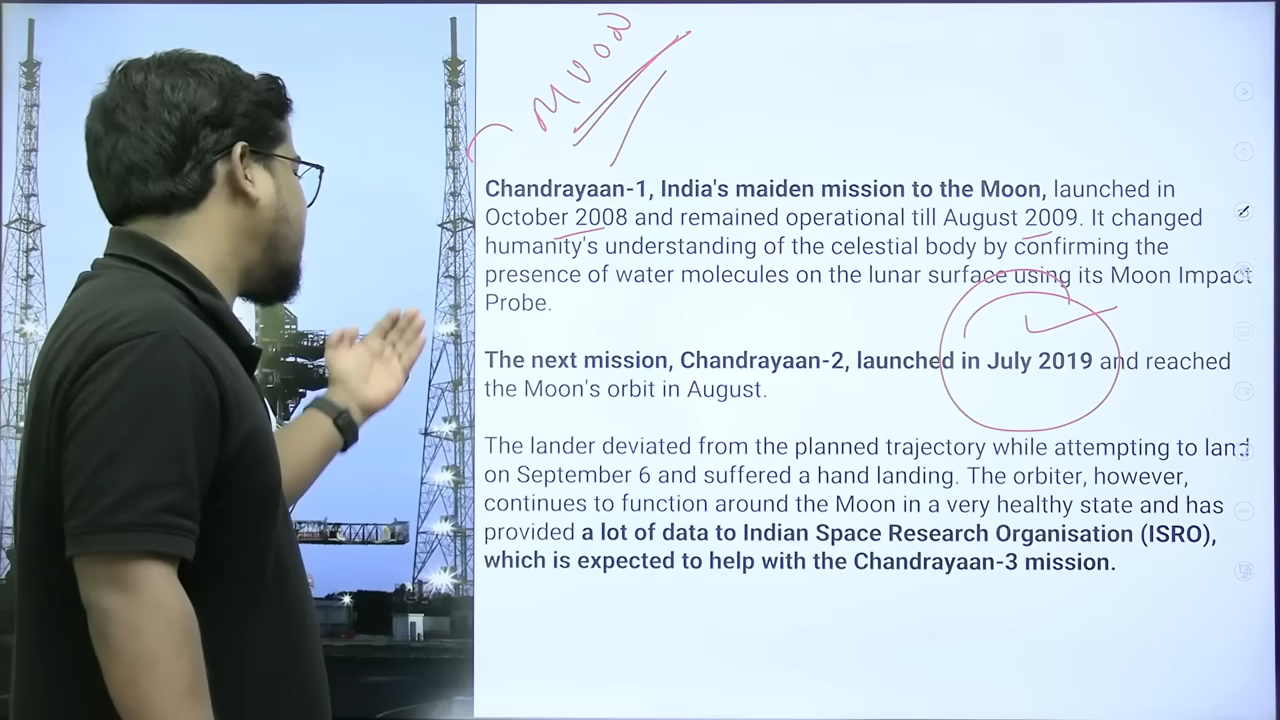 Moon
Chandrayaan-1, India's maiden mission to the Moon, launched in
October 2008 and remained operational till August 2009. It changed
humanity's understanding of the celestial body by confirming the
presence of water molecules on the lunar surface using its Moon Impact
Probe.
The next mission, Chandrayaan-2, launched in July 2019 and reached
the Moon's orbit in August.
The lander deviated from the planned trajectory while attempting to land
on September 6 and suffered a hand landing. The orbiter, however,
continues to function around the Moon in a very healthy state and has
provided a lot of data to Indian Space Research Organisation (ISRO),
which is expected to help with the Chandrayaan-3 mission.